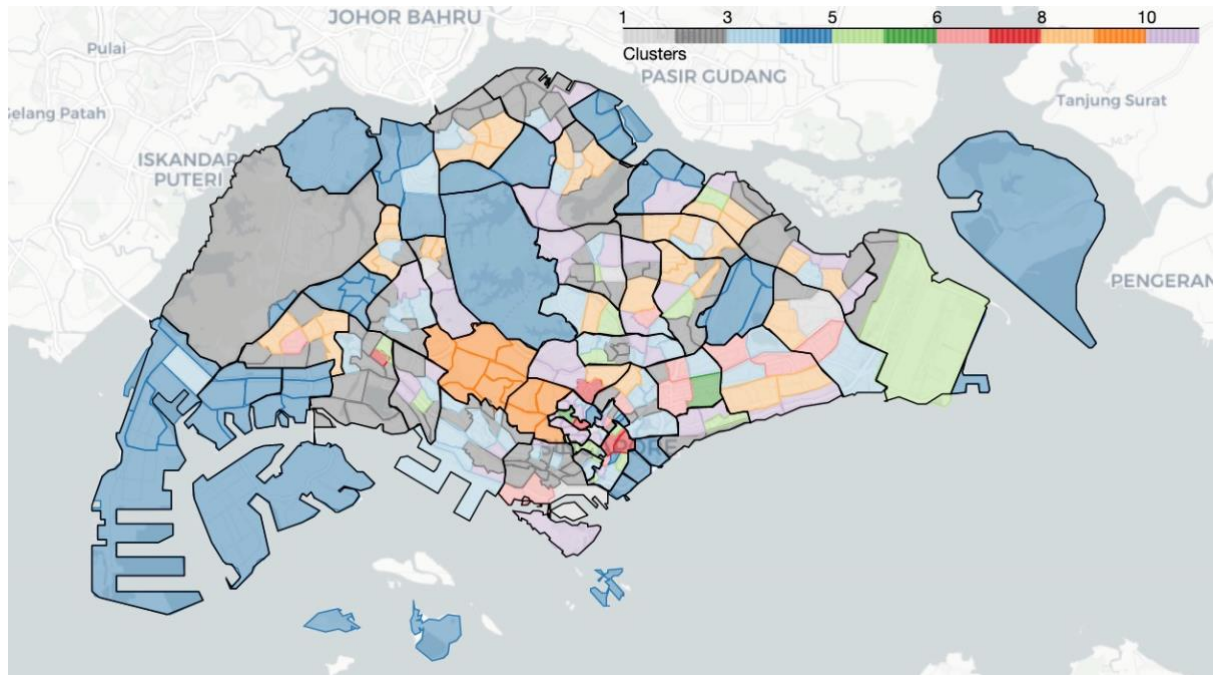 JOHOR BAHRU
1 3 5 6 8 10
Clusters
Pulai
PASIR GUDANG
Gelang Patah
Tanjung Surat
ISKANDAR
PUTERI
PENGERAN